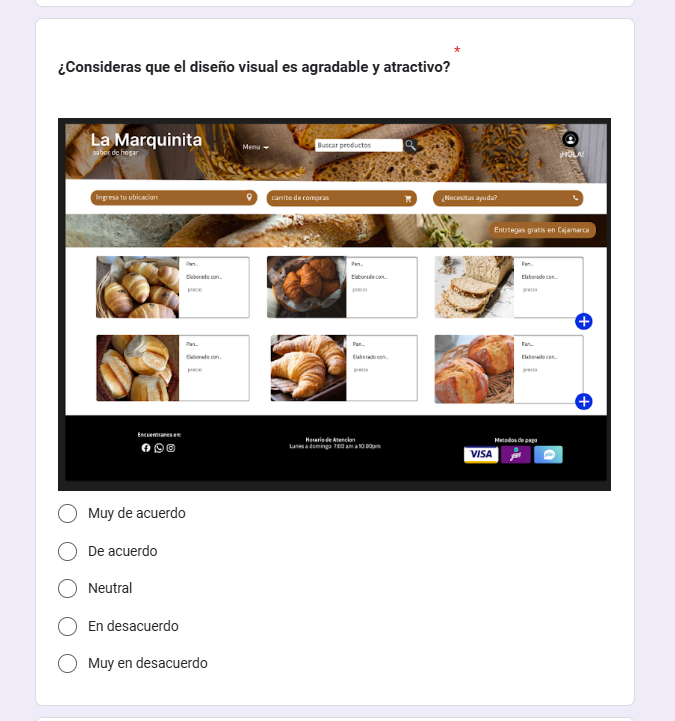 *
¿Consideras que el diseño visual es agradable y atractivo?
La Marquinita
sabor de hogar
Menu
Buscar productos
¡HOLA!
Ingresa tu ubicacion
carrito de compras
¿Necesitas ayuda?
Entrtegas gratis en Cajamarca
Pan...
Elaborado con...
precio
Pan...
Elaborado con...
precio
Pan...
Elaborado con...
precio
Pan...
Elaborado con...
precio
Pan...
Elaborado con...
precio
Pan...
Elaborado con...
precio
Encuentranos en:
Horario de Atencion
Lunes a domingo 7:00 am a 10:00pm
Metodos de pago
VISA
yape
plin
Muy de acuerdo
De acuerdo
Neutral
En desacuerdo
Muy en desacuerdo